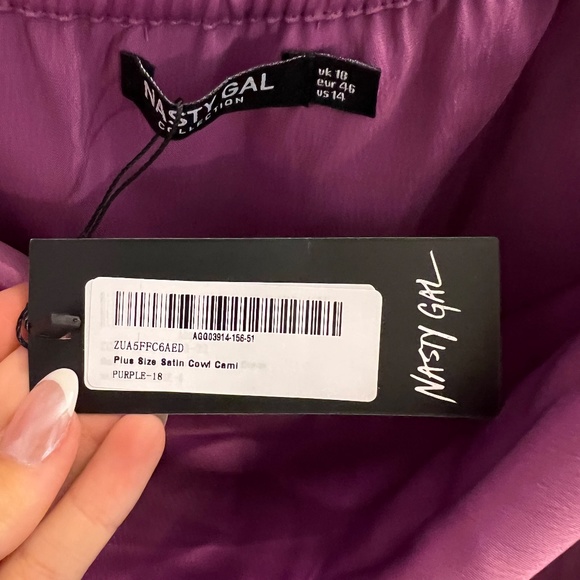 NASTY GAL
COLLECTION
uk 18
eur 46
us 14
AGG03914-156-51
ZUA5FFC6AED
Plus Size Satin Cowl Cami
PURPLE-18
NASTY GAL